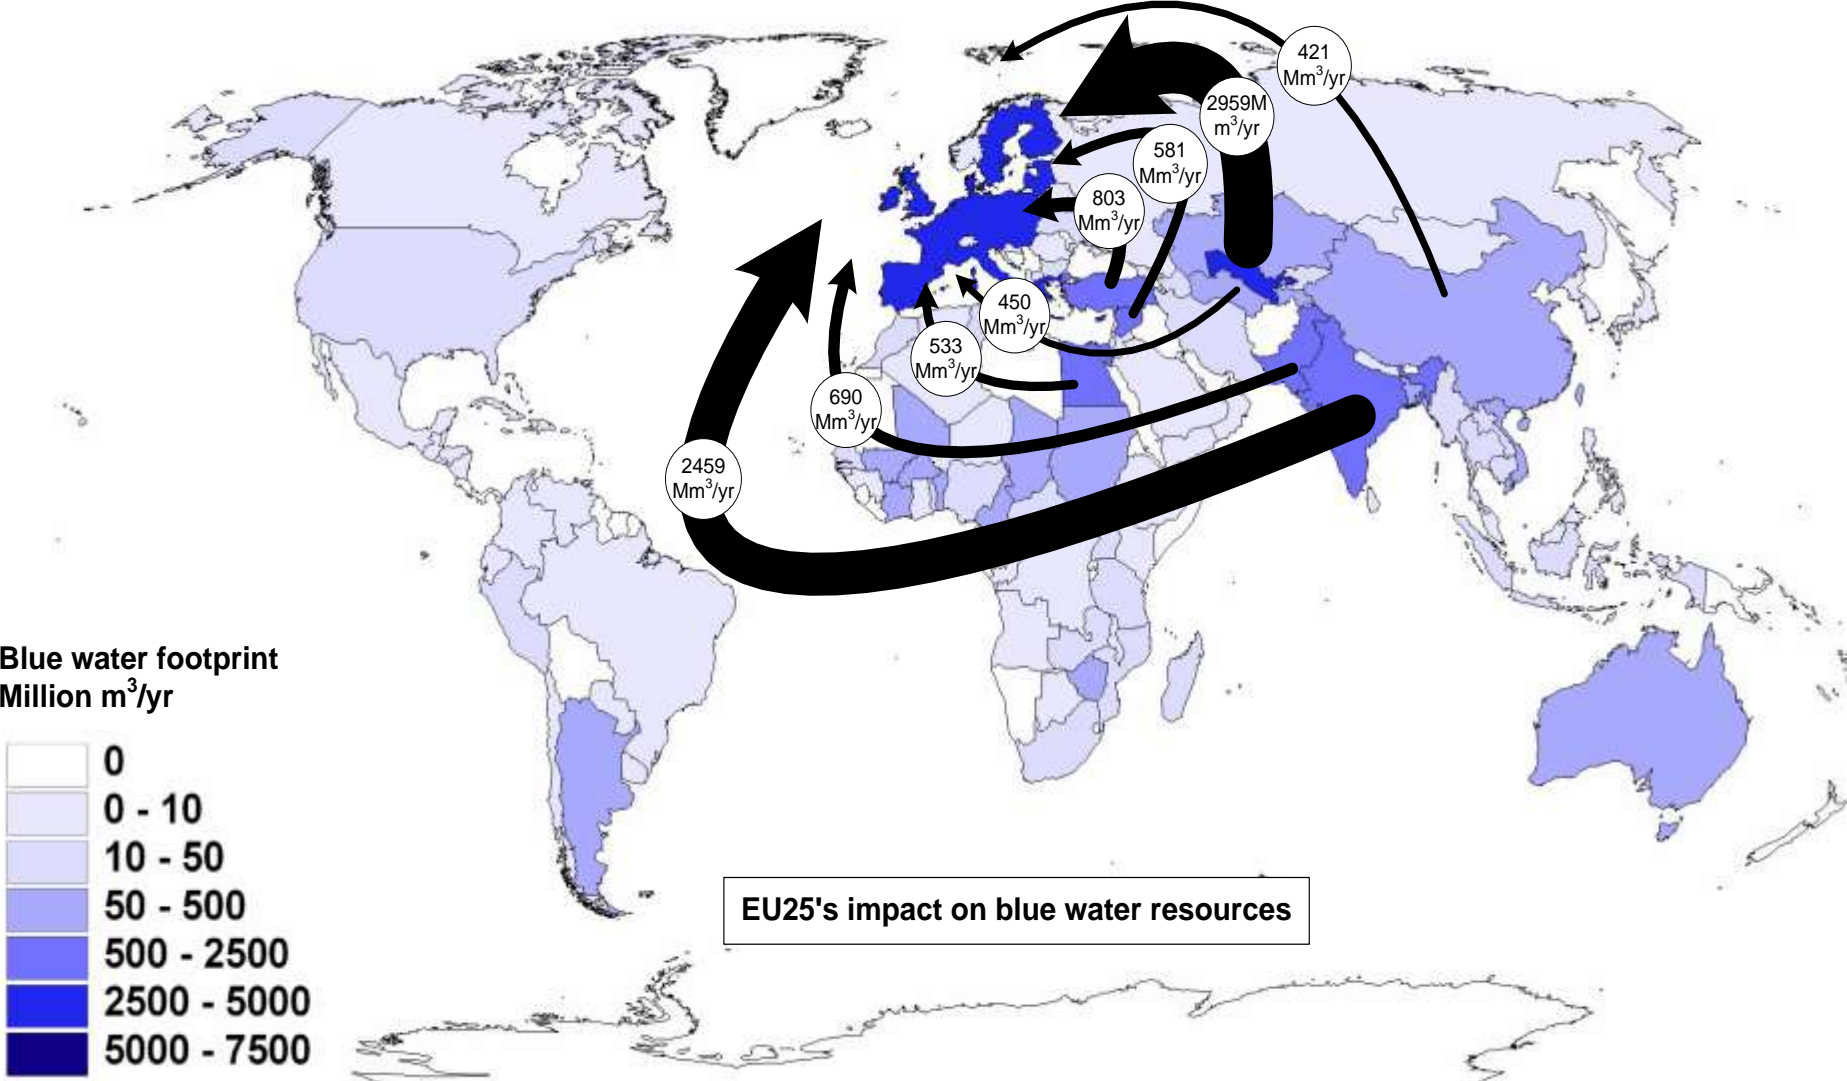 421
Mm³/yr
2959M
m³/yr
581
Mm³/yr
803
Mm³/yr
450
Mm³/yr
533
Mm³/yr
690
Mm³/yr
2459
Mm³/yr
Blue water footprint
Million m³/yr
0
0 - 10
10 - 50
50 - 500
500 - 2500
2500 - 5000
5000 - 7500
EU25's impact on blue water resources